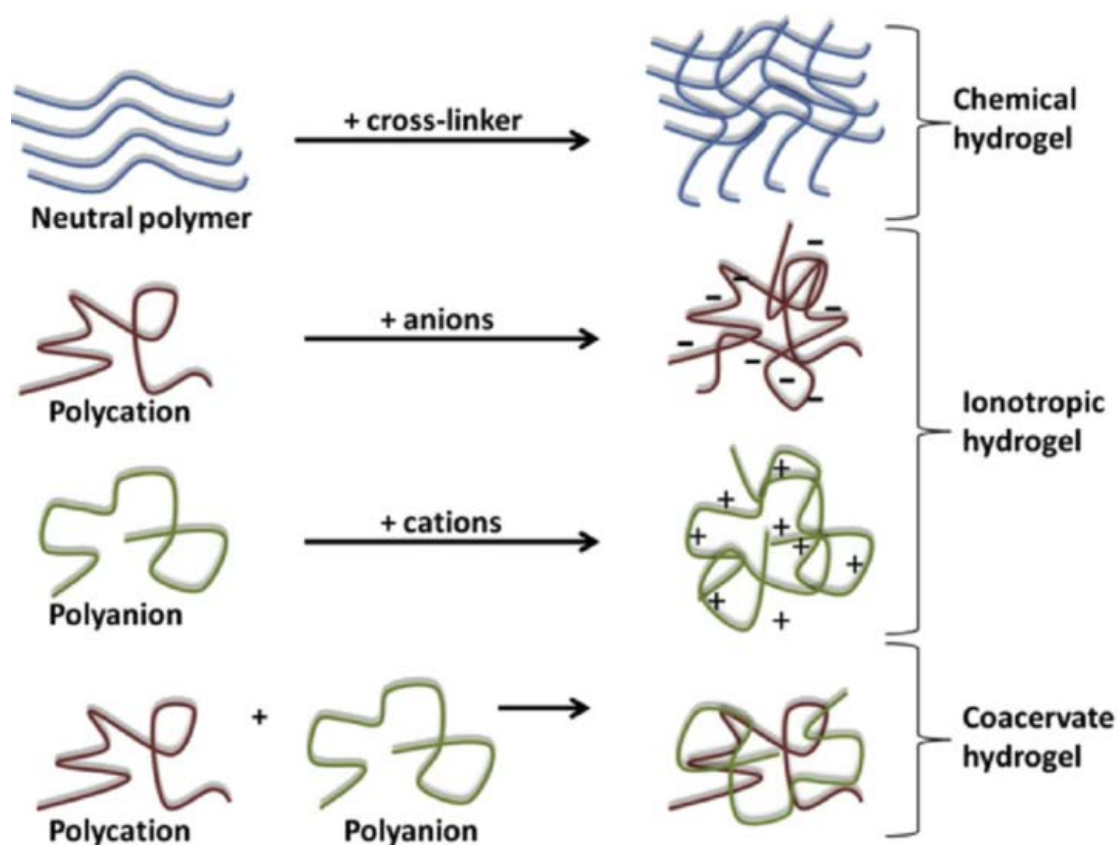 + cross-linker
Chemical
hydrogel
Neutral polymer
+ anions
- - - - - - - -
Polycation
Ionotropic
hydrogel
+ cations
+ + + + + + + +
Polyanion
+
Coacervate
hydrogel
Polycation
Polyanion